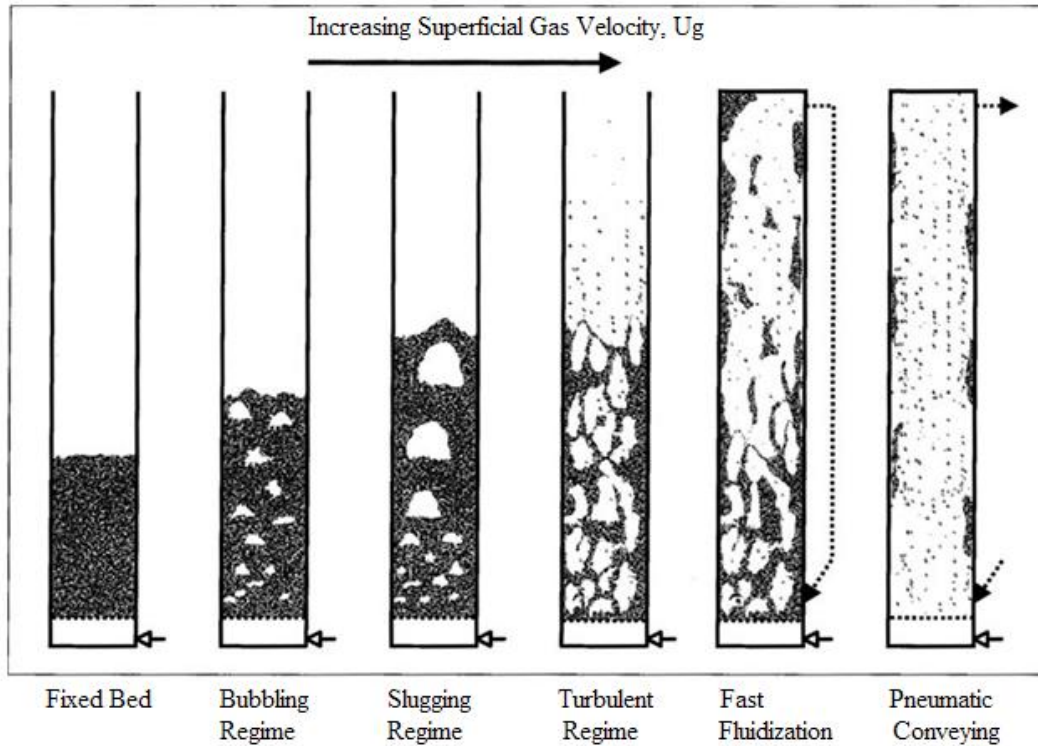 Increasing Superficial Gas Velocity, Ug
Fixed Bed
Bubbling
Regime
Slugging
Regime
Turbulent
Regime
Fast
Fluidization
Pneumatic
Conveying